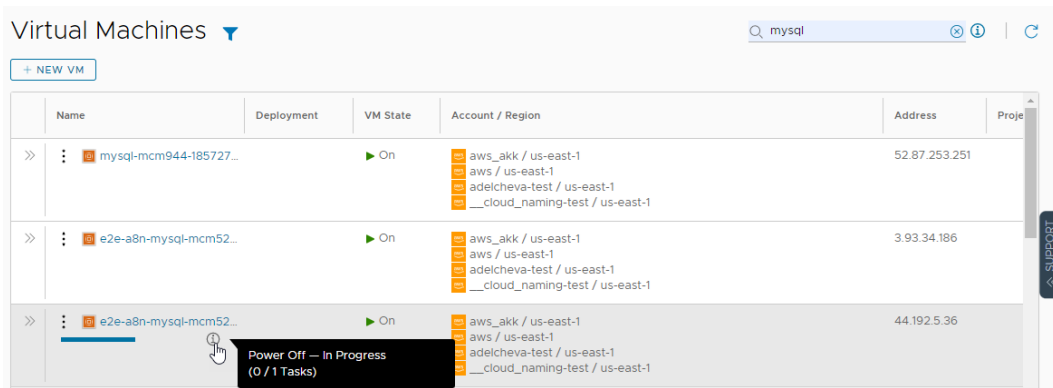 Virtual Machines
mysql
+ NEW VM
Name
Deployment
VM State
Account / Region
Address
Proje
mysql-mcm944-185727...
On
aws_akk / us-east-1
aws / us-east-1
adelcheva-test / us-east-1
__cloud_naming-test / us-east-1
52.87.253.251
e2e-a8n-mysql-mcm52...
On
aws_akk / us-east-1
aws / us-east-1
adelcheva-test / us-east-1
__cloud_naming-test / us-east-1
3.93.34.186
e2e-a8n-mysql-mcm52...
On
aws_akk / us-east-1
aws / us-east-1
adelcheva-test / us-east-1
__cloud_naming-test / us-east-1
44.192.5.36
Power Off — In Progress
(0 / 1 Tasks)
SUPPORT